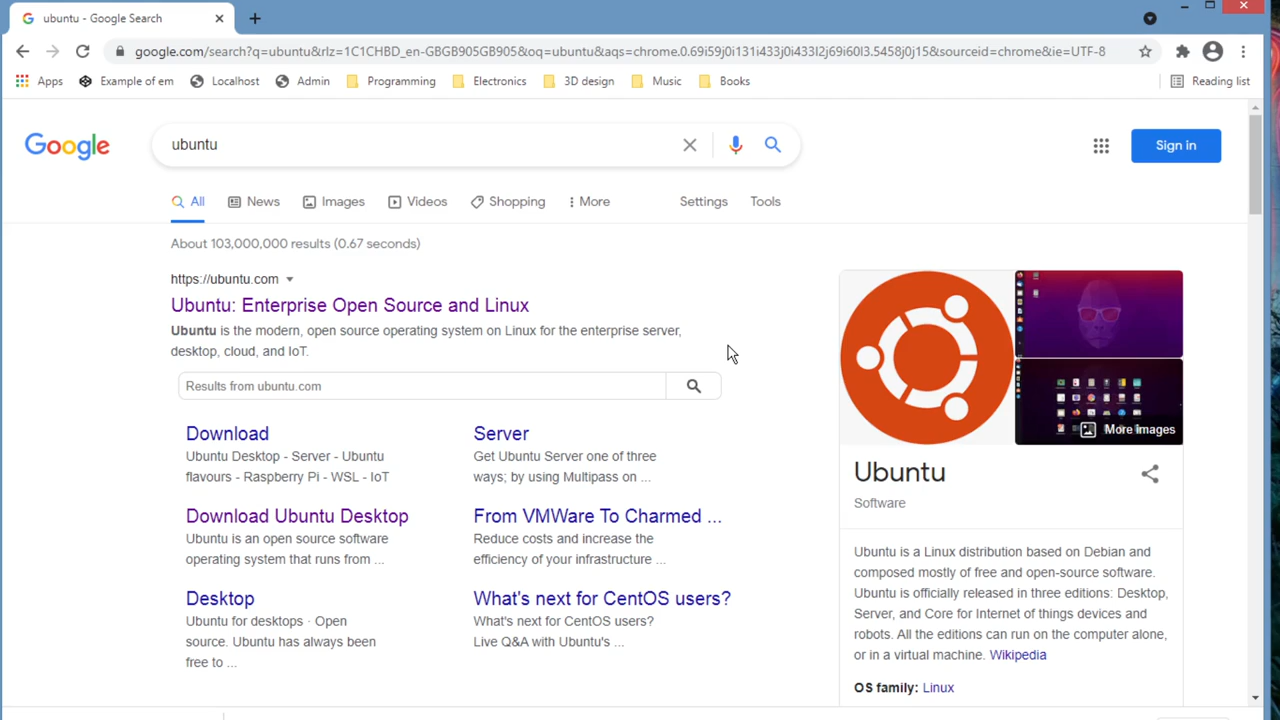 ubuntu - Google Search
google.com/search?q=ubuntu&rlz=1C1CHBD_en-GBGB905GB905&oq=ubuntu&aqs=chrome.0.69i59j0i131i433j0i433l2j69i60l3.5458j0j15&sourceid=chrome&ie=UTF-8
Apps Example of em Localhost Admin Programming Electronics 3D design Music Books Reading list
Google ubuntu Sign in
All News Images Videos Shopping More Settings Tools
About 103,000,000 results (0.67 seconds)
https://ubuntu.com
Ubuntu: Enterprise Open Source and Linux
Ubuntu is the modern, open source operating system on Linux for the enterprise server,
desktop, cloud, and IoT.
Results from ubuntu.com
Download
Ubuntu Desktop - Server - Ubuntu
flavours - Raspberry Pi - WSL - IoT
Server
Get Ubuntu Server one of three
ways; by using Multipass on ...
Download Ubuntu Desktop
Ubuntu is an open source software
operating system that runs from ...
From VMWare To Charmed ...
Reduce costs and increase the
efficiency of your infrastructure ...
Desktop
Ubuntu for desktops · Open
source. Ubuntu has always been
free to ...
What's next for CentOS users?
What's next for CentOS users?
Live Q&A with Ubuntu's ...
More images
Ubuntu
Software
Ubuntu is a Linux distribution based on Debian and
composed mostly of free and open-source software.
Ubuntu is officially released in three editions: Desktop,
Server, and Core for Internet of things devices and
robots. All the editions can run on the computer alone,
or in a virtual machine. Wikipedia
OS family: Linux